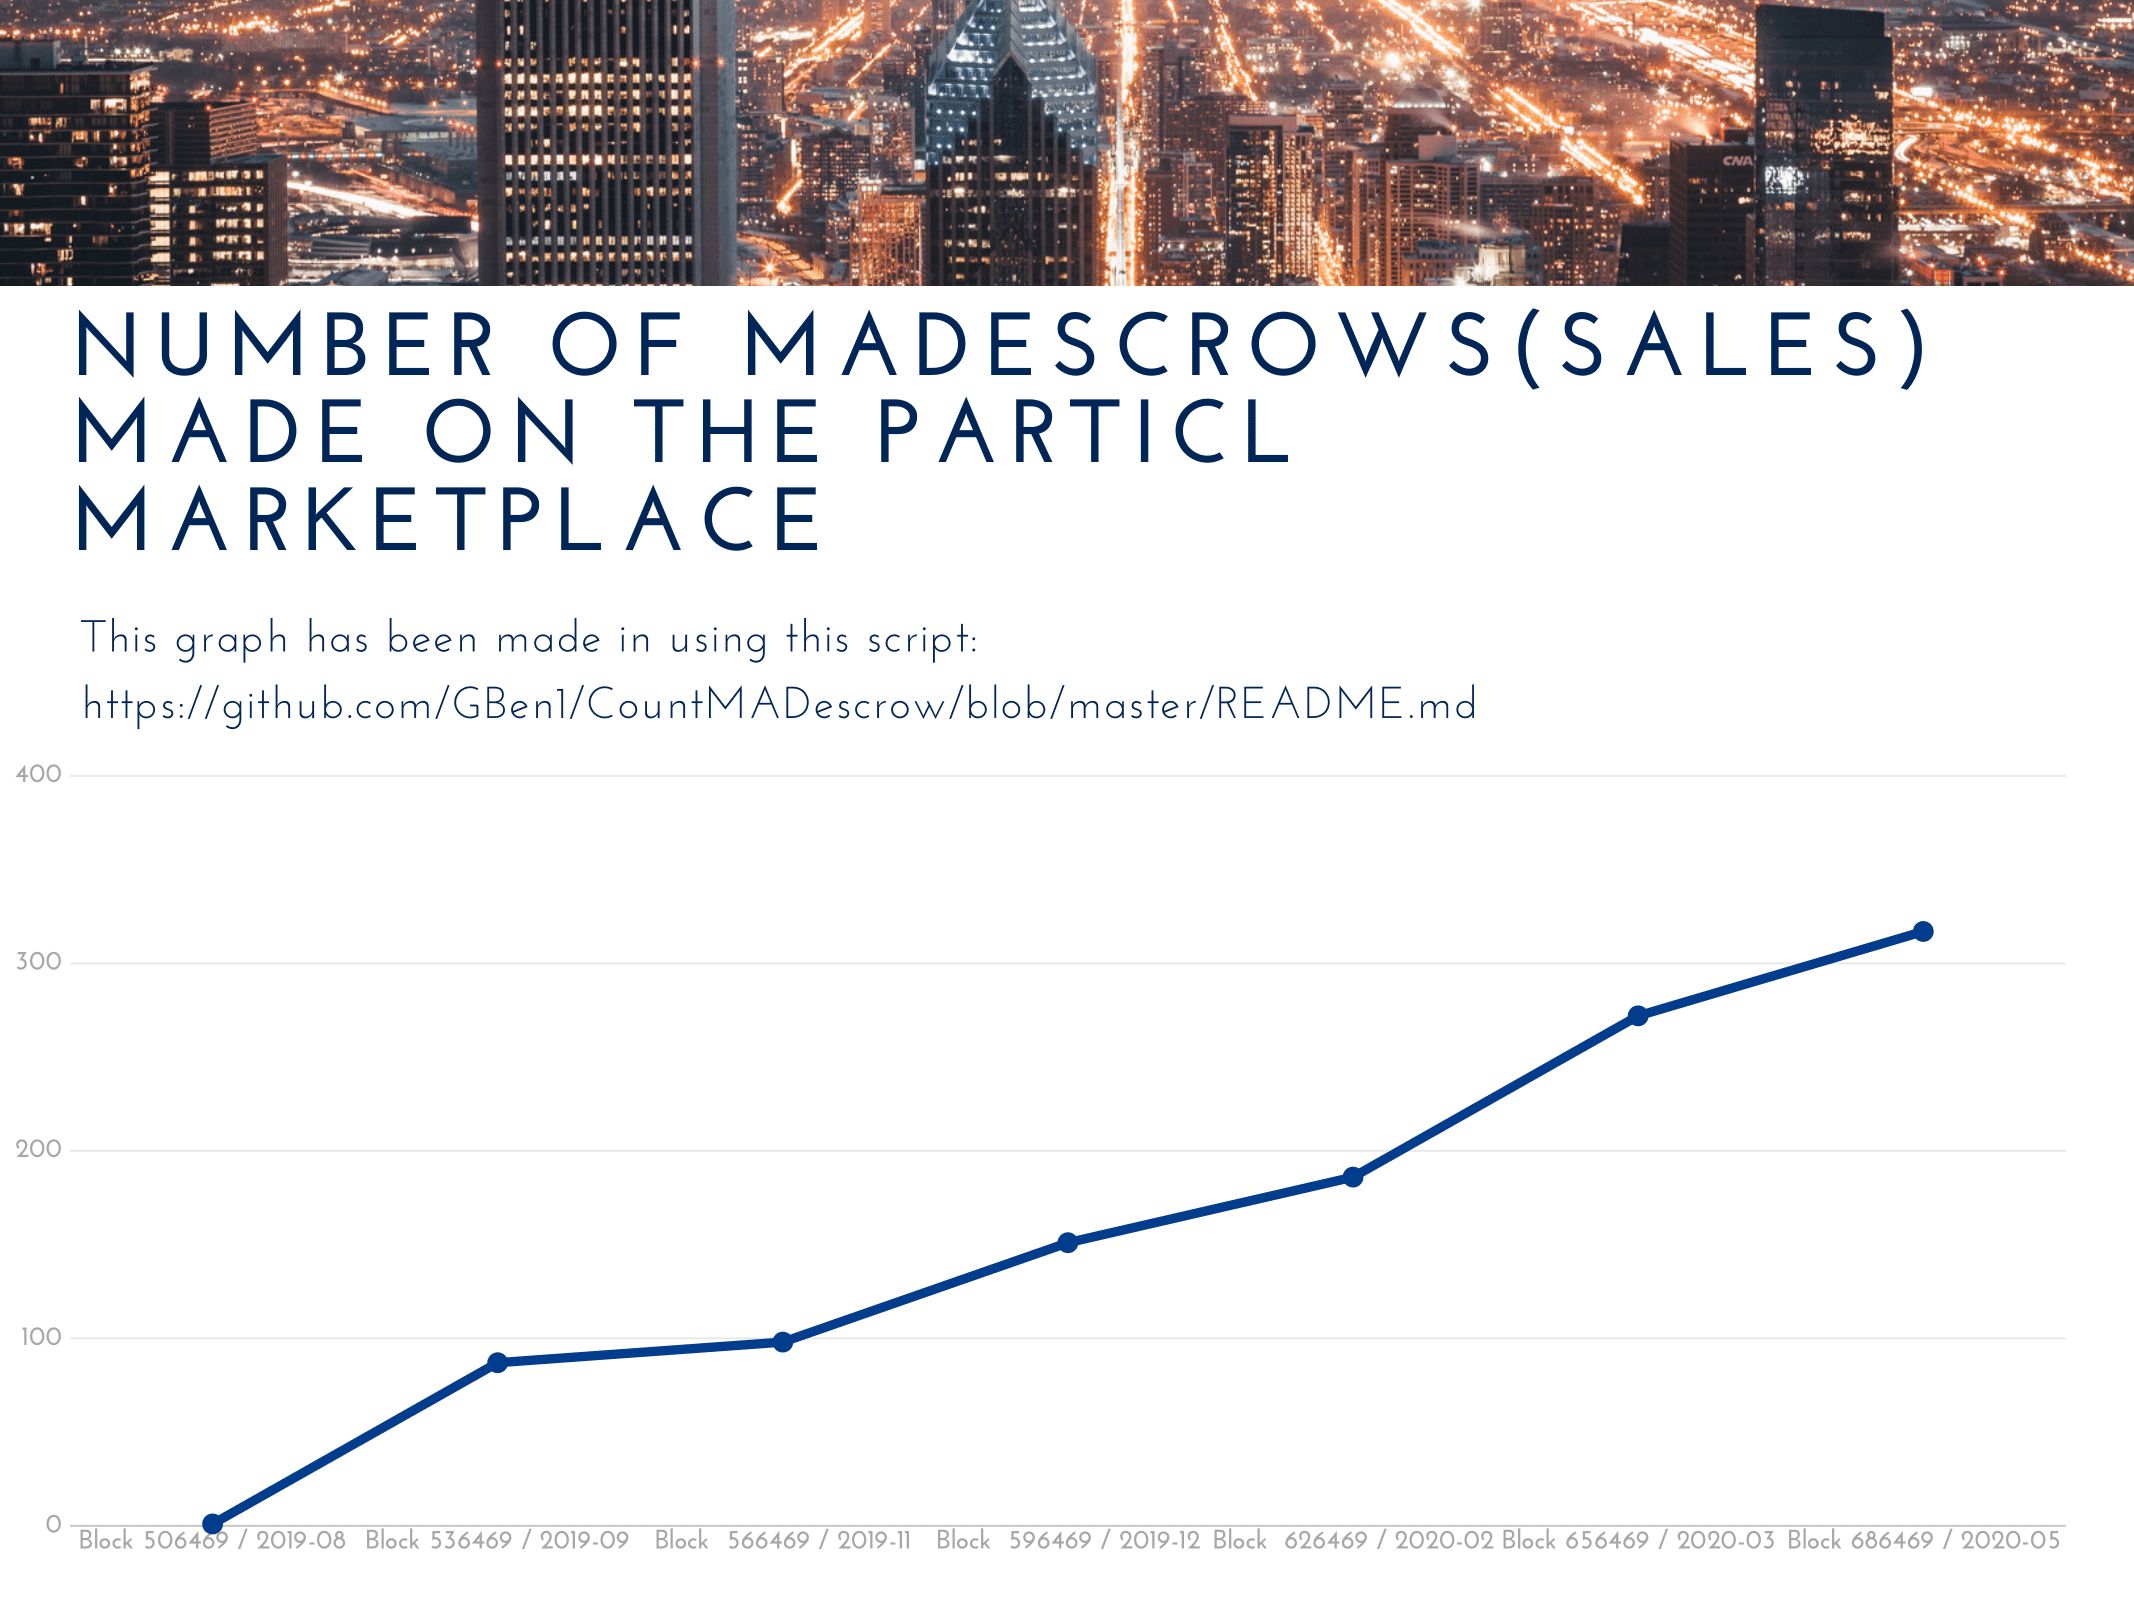 CNA
NUMBER OF MADESCROWS(SALES)
MADE ON THE PARTICL
MARKETPLACE
This graph has been made in using this script:
https://github.com/GBen1/CountMADescrow/blob/master/README.md
400
300
200
100
0
Block 506469 / 2019-08 Block 536469 / 2019-09 Block 566469 / 2019-11 Block 596469 / 2019-12 Block 626469 / 2020-02 Block 656469 / 2020-03 Block 686469 / 2020-05